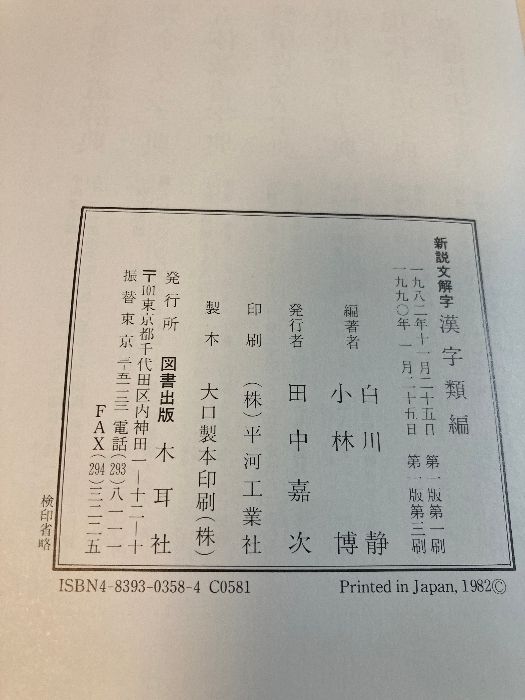 新説文解字 漢字類編
一九八二年十一月二十五日 第一版第一刷
一九九〇年 一月二十五日 第一版第三刷
編著者 白川 静
小林 博
発行者 田中嘉次
印刷 (株)平河工業社
製本 大口製本印刷(株)
発行所 図書出版 木耳社
〒101東京都千代田区内神田一―十二―十
電話(293)八一一一
振替東京
FAX(294)三二二五
検印省略
ISBN4-8393-0358-4 C0581
Printed in Japan, 1982©